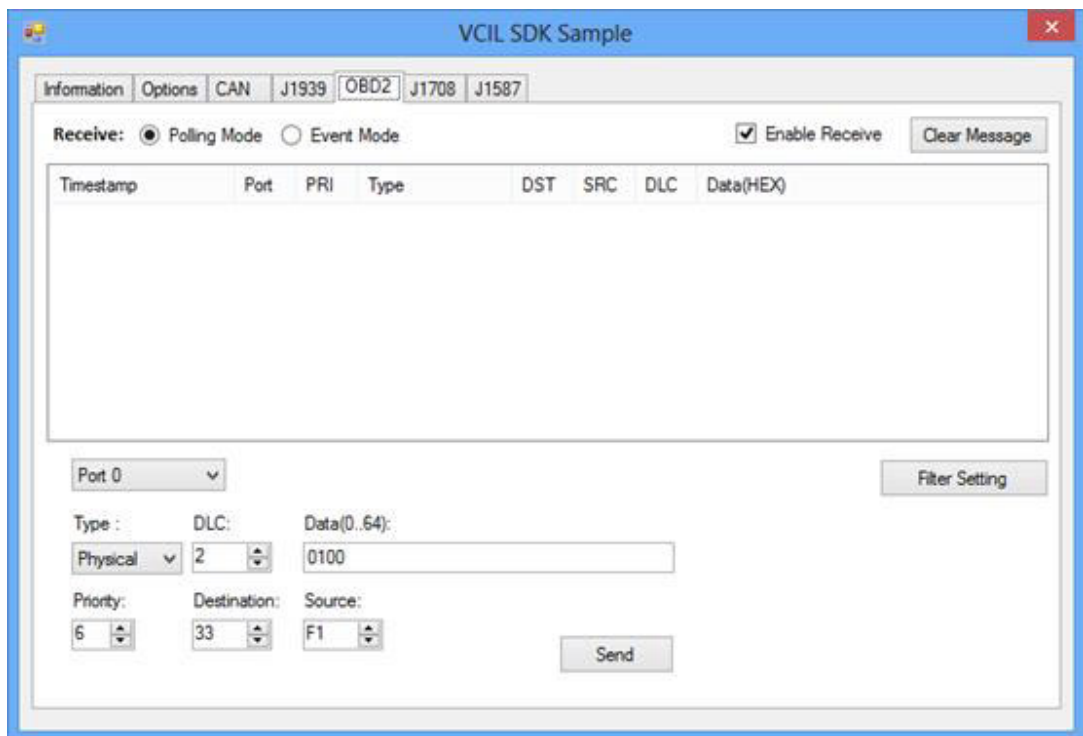 VCIL SDK Sample
Information Options CAN J1939 OBD2 J1708 J1587
Receive: Polling Mode Event Mode Enable Receive Clear Message
Timestamp Port PRI Type DST SRC DLC Data(HEX)
Port 0 Filter Setting
Type : DLC: Data(0..64):
Physical 2 0100
Priority: Destination: Source:
6 33 F1
Send